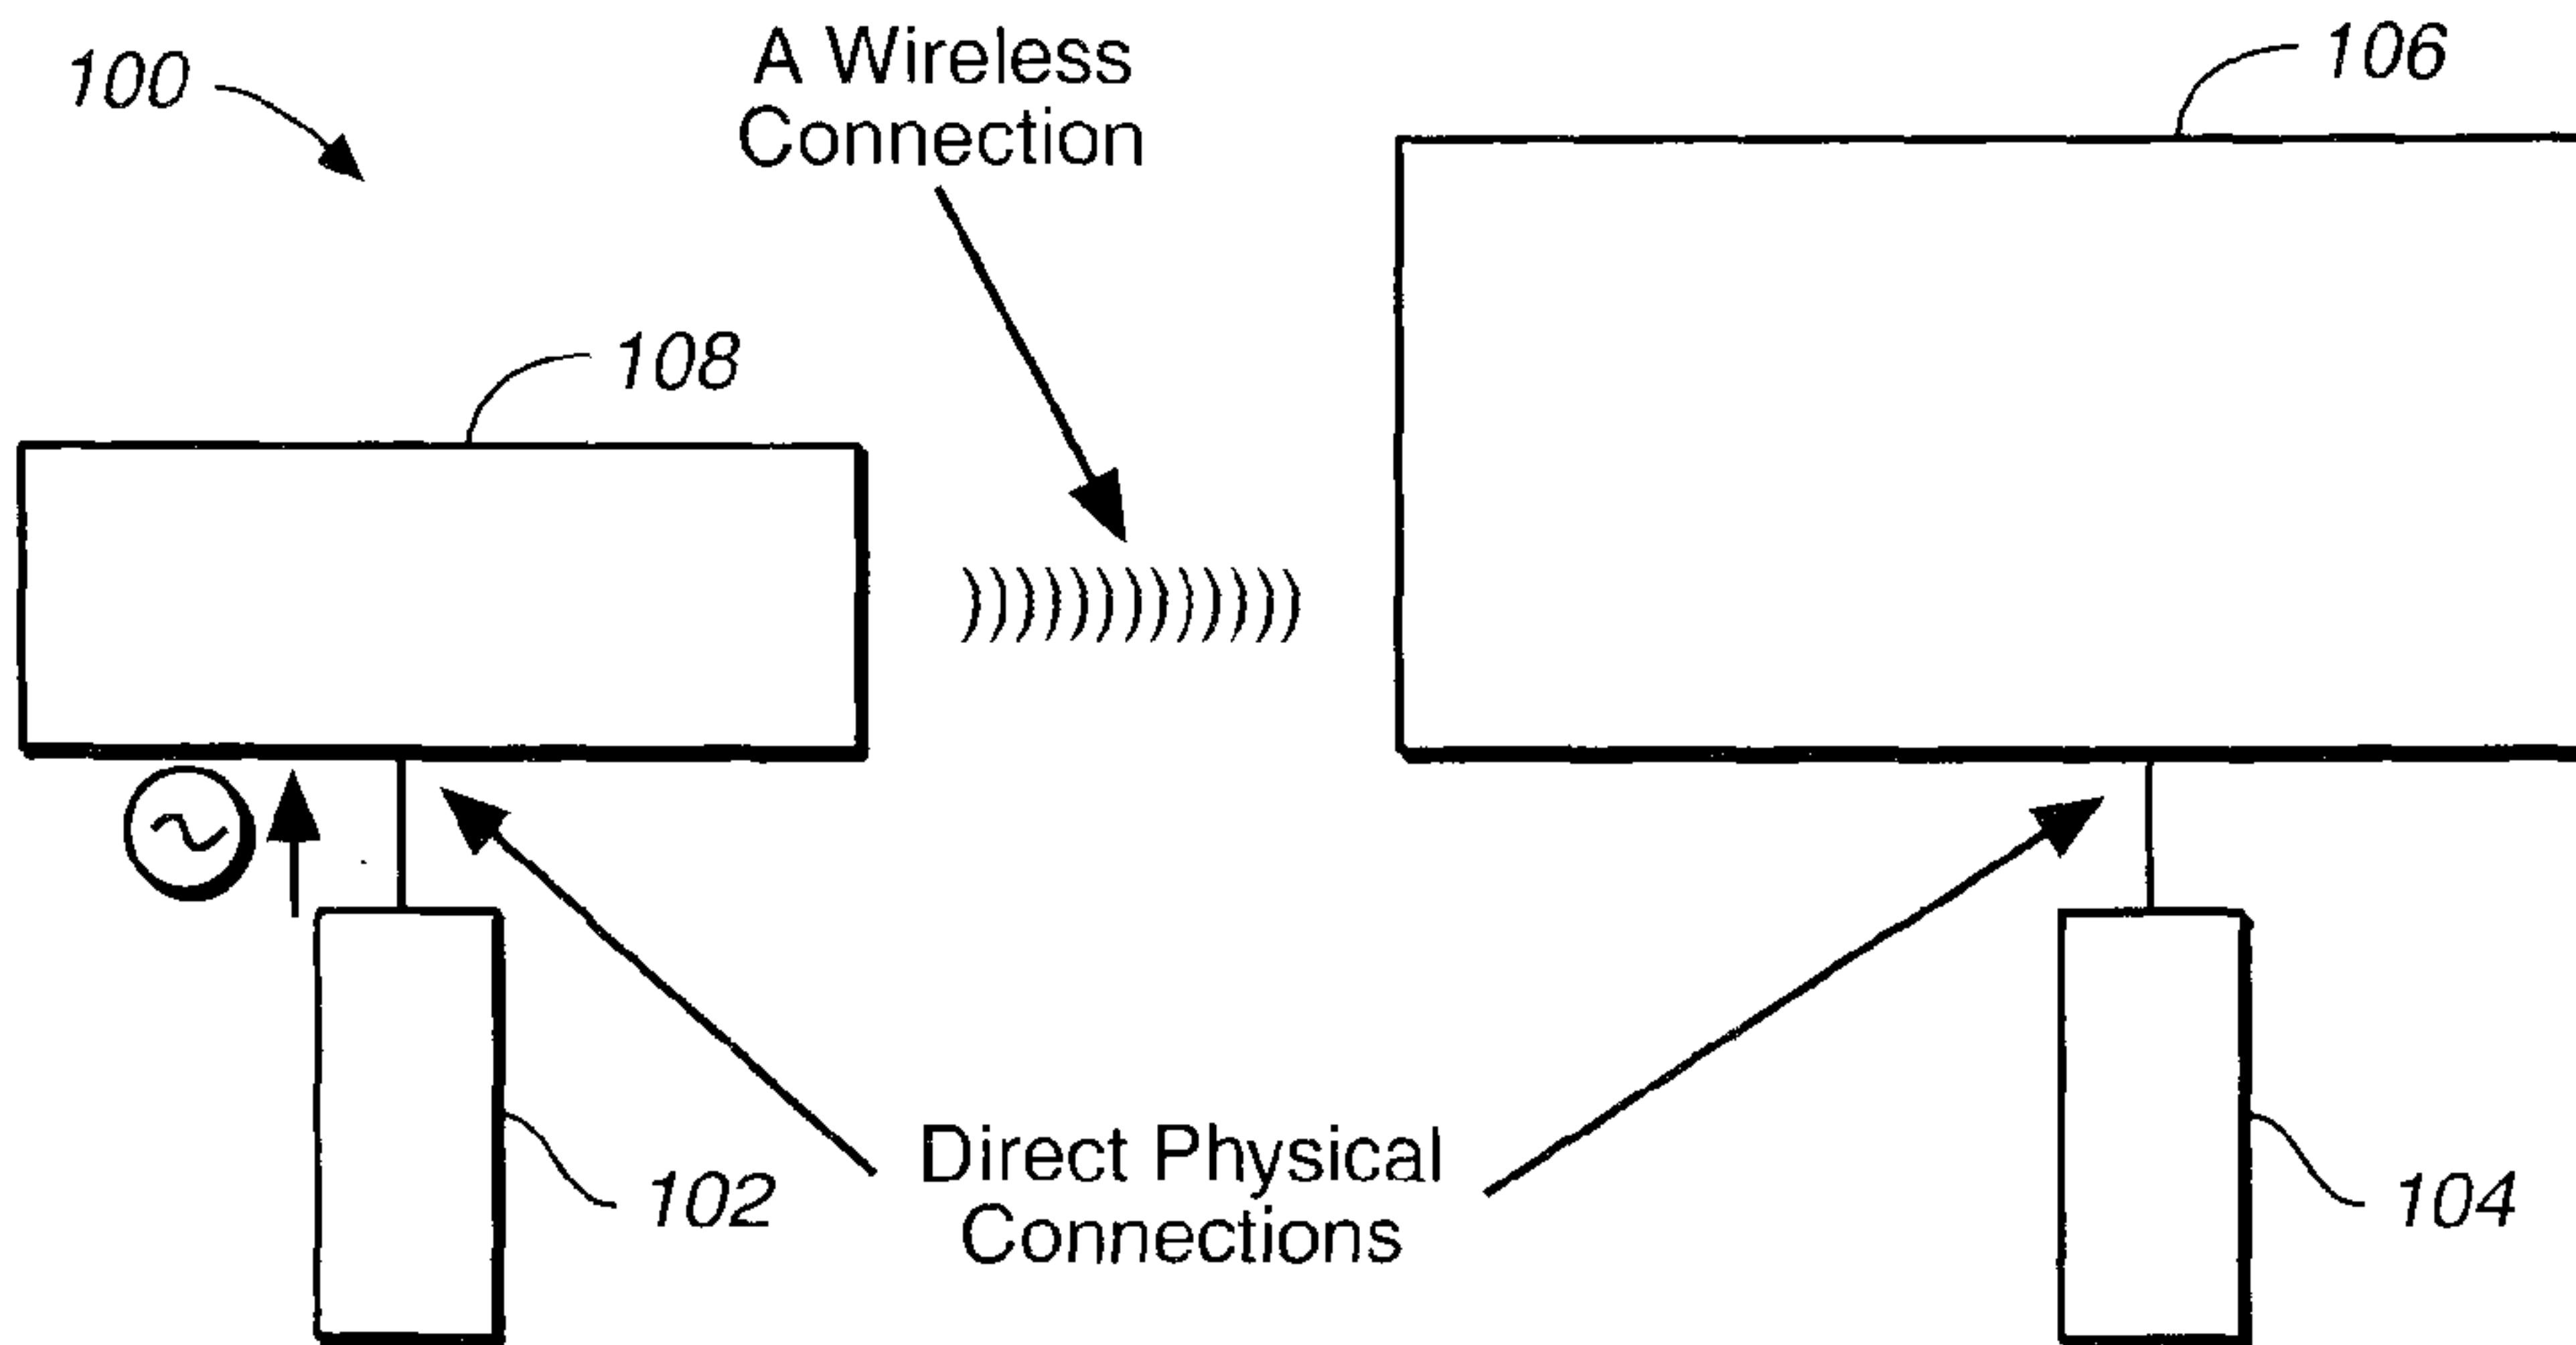 100
A Wireless
Connection
106
108
102
Direct Physical
Connections
104